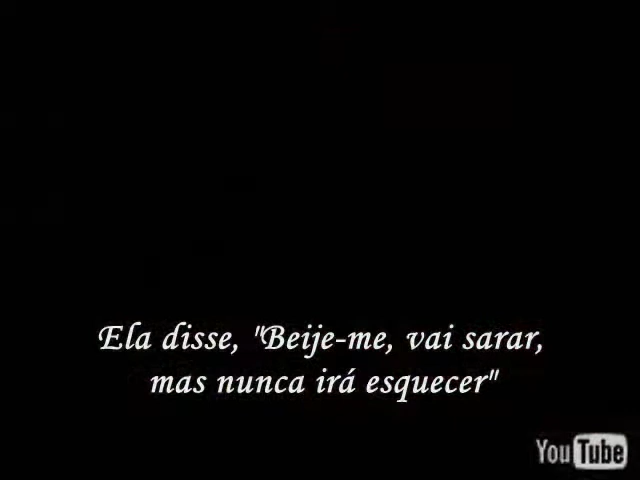 Ela disse, "Beije-me, vai sarar,
mas nunca irá esquecer"
YouTube